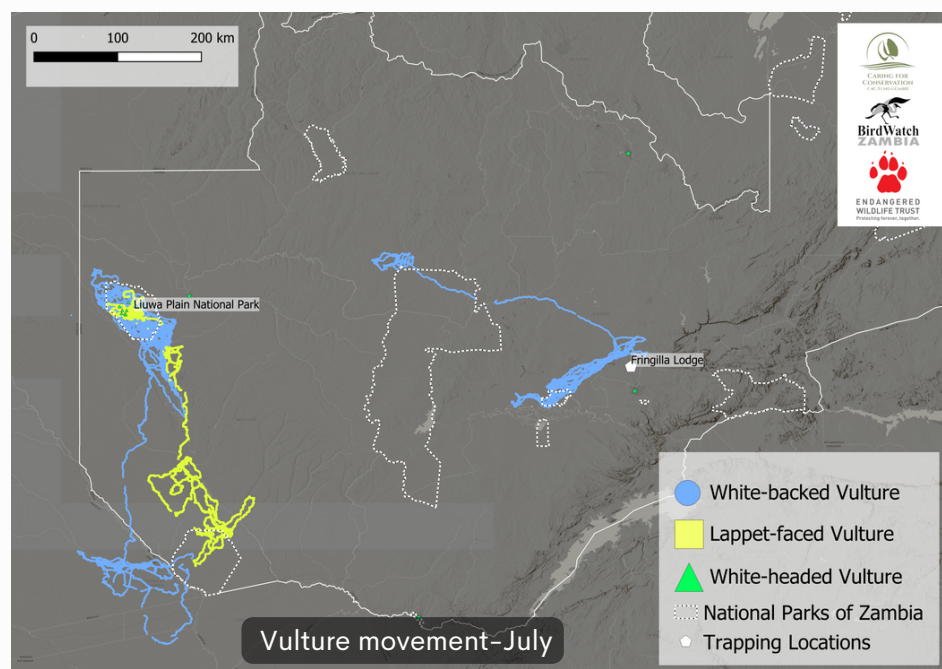 0 100 200 km
CARING FOR
CONSERVATION
BirdWatch
ZAMBIA
ENDANGERED
WILDLIFE TRUST
Protecting forever, together.
Liuwa Plain National Park
Fringilla Lodge
White-backed Vulture
Lappet-faced Vulture
White-headed Vulture
National Parks of Zambia
Trapping Locations
Vulture movement-July